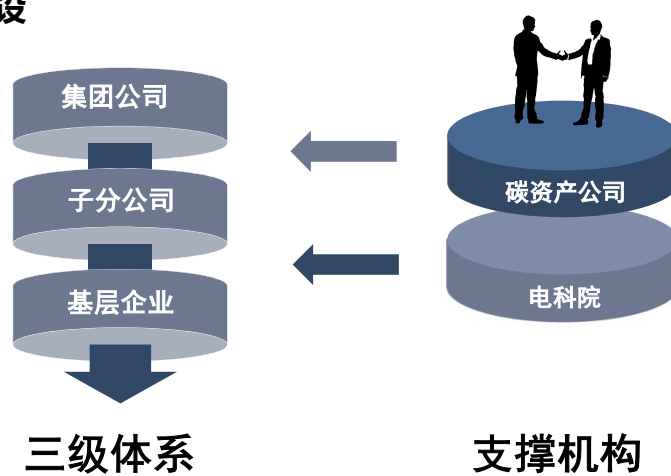 设
集团公司
子分公司
基层企业
三级体系
碳资产公司
电科院
支撑机构